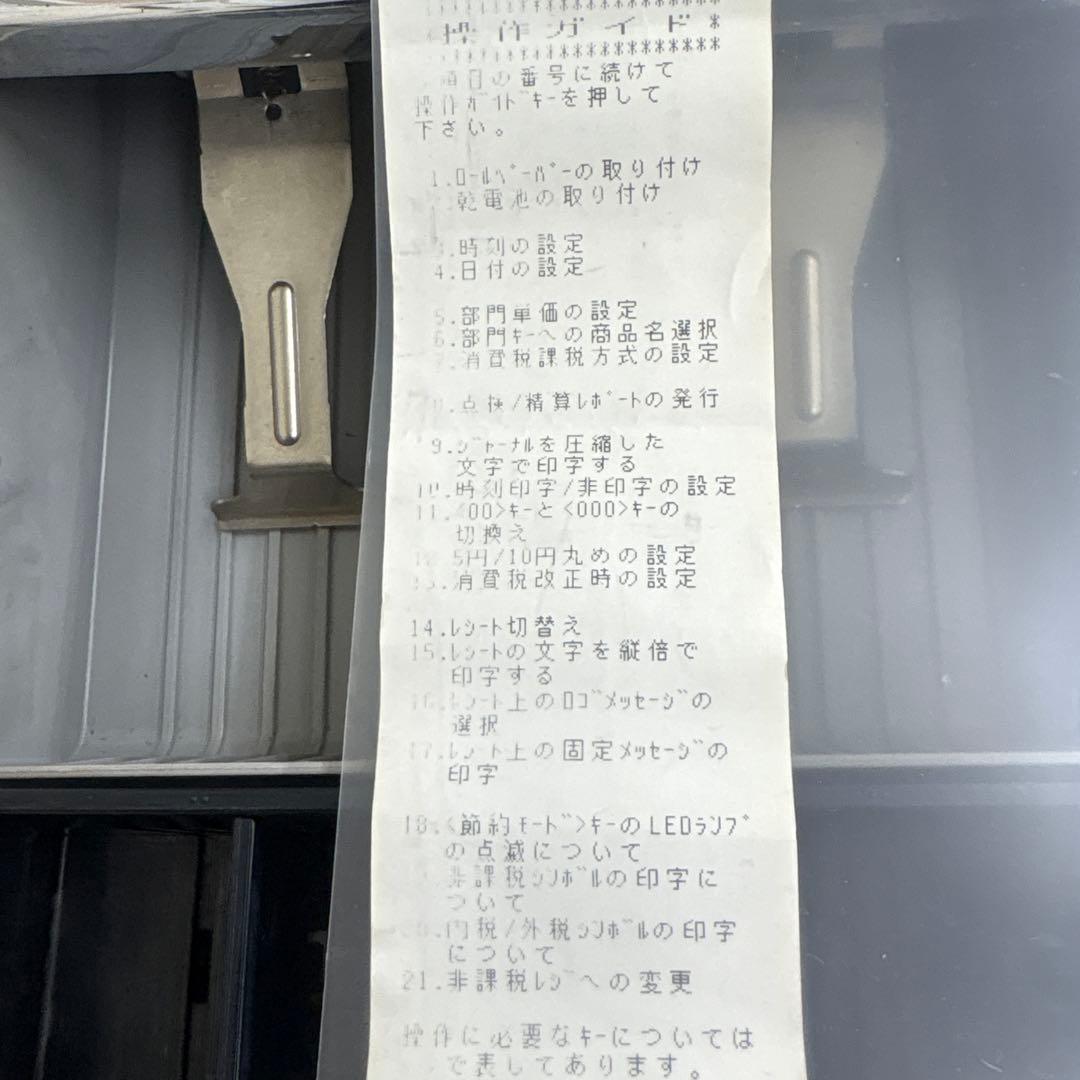 *********************
操作ガイド*
*********************
項目の番号に続けて
操作ｶﾞｲﾄﾞｷｰを押して
下さい。
1.ﾛｰﾙﾍﾟｰﾊﾟｰの取り付け
乾電池の取り付け
3.時刻の設定
4.日付の設定
5.部門単価の設定
6.部門ｷｰへの商品名選択
7.消費税課税方式の設定
8.点検/精算ﾚﾎﾟｰﾄの発行
9.ｼﾞｬｰﾅﾙを圧縮した
文字で印字する
10.時刻印字/非印字の設定
11.<00>ｷｰと<000>ｷｰの
切換え
12.5円/10円丸めの設定
13.消費税改正時の設定
14.ﾚｼｰﾄ切替え
15.ﾚｼｰﾄの文字を縦倍で
印字する
16.ﾚｼｰﾄ上のﾛｺﾞﾒｯｾｰｼﾞの
選択
17.ﾚｼｰﾄ上の固定ﾒｯｾｰｼﾞの
印字
18.<節約ﾓｰﾄﾞ>ｷｰのLEDﾗﾝﾌﾟ
の点滅について
非課税ｼﾝﾎﾞﾙの印字に
ついて
20.内税/外税ｼﾝﾎﾞﾙの印字
について
21.非課税ﾚｼﾞへの変更
操作に必要なｷｰについては
で表してあります。